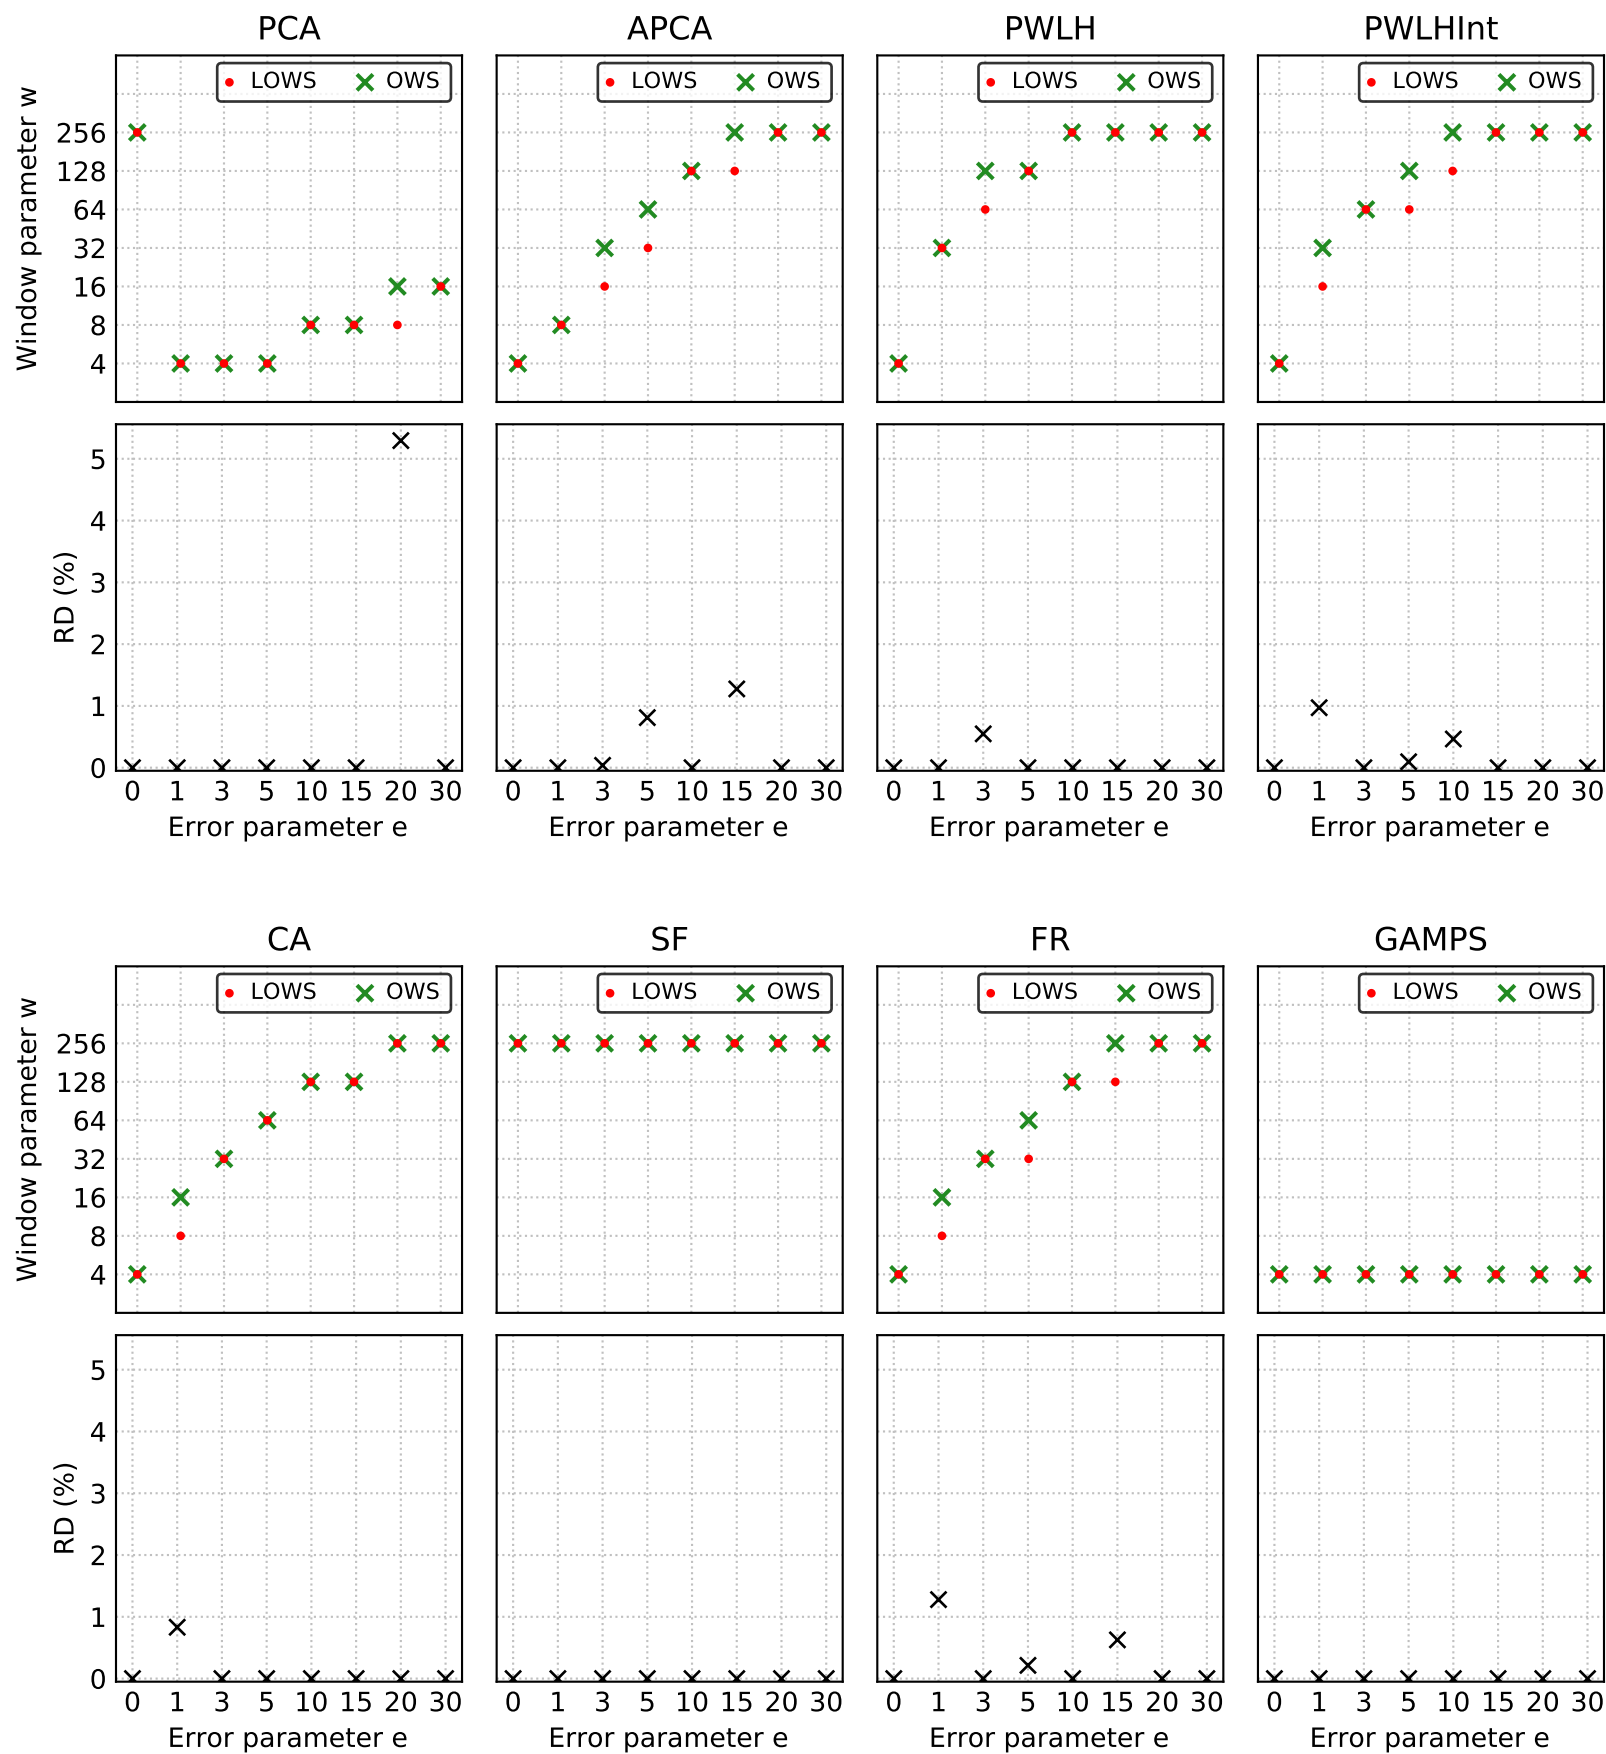 PCA APCA PWLH PWLHInt
LOWS OWS LOWS OWS LOWS OWS LOWS OWS
Window parameter w
256
128
64
32
16
8
4
RD (%)
5
4
3
2
1
0
0 1 3 5 10 15 20 30 0 1 3 5 10 15 20 30 0 1 3 5 10 15 20 30 0 1 3 5 10 15 20 30
Error parameter e Error parameter e Error parameter e Error parameter e
CA SF FR GAMPS
LOWS OWS LOWS OWS LOWS OWS LOWS OWS
Window parameter w
256
128
64
32
16
8
4
RD (%)
5
4
3
2
1
0
0 1 3 5 10 15 20 30 0 1 3 5 10 15 20 30 0 1 3 5 10 15 20 30 0 1 3 5 10 15 20 30
Error parameter e Error parameter e Error parameter e Error parameter e